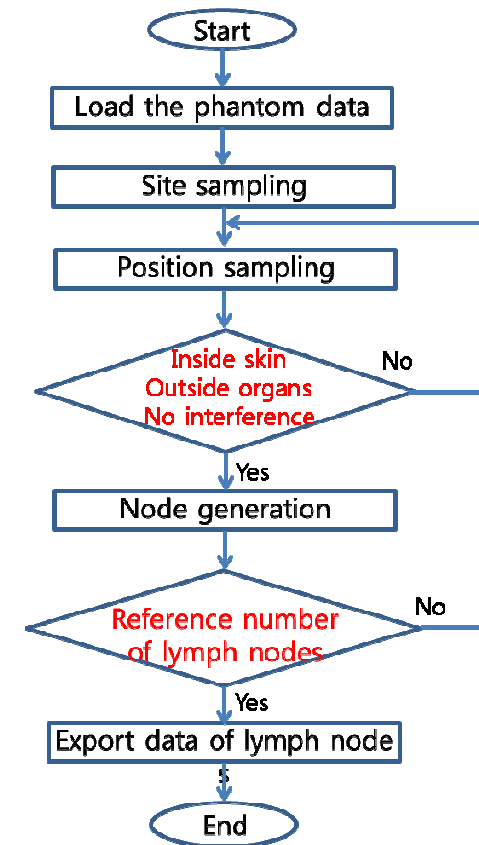 Start
Load the phantom data
Site sampling
Position sampling
Inside skin
Outside organs
No interference
No
Yes
Node generation
Reference number
of lymph nodes
No
Yes
Export data of lymph node
s
End